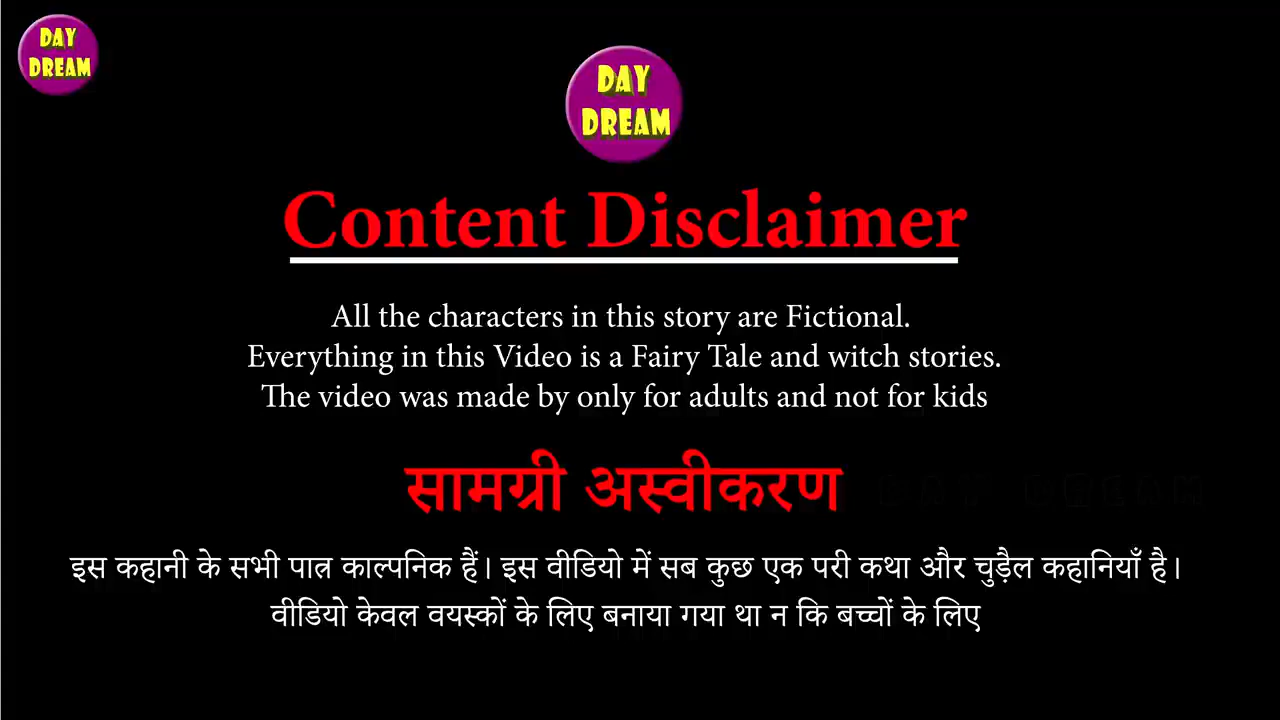 DAY
DREAM
DAY
DREAM
Content Disclaimer
All the characters in this story are Fictional.
Everything in this Video is a Fairy Tale and witch stories.
The video was made by only for adults and not for kids
सामग्री अस्वीकरण
DAY DREAM
इस कहानी के सभी पात्र काल्पनिक हैं। इस वीडियो में सब कुछ एक परी कथा और चुड़ैल कहानियाँ है।
वीडियो केवल वयस्कों के लिए बनाया गया था न कि बच्चों के लिए